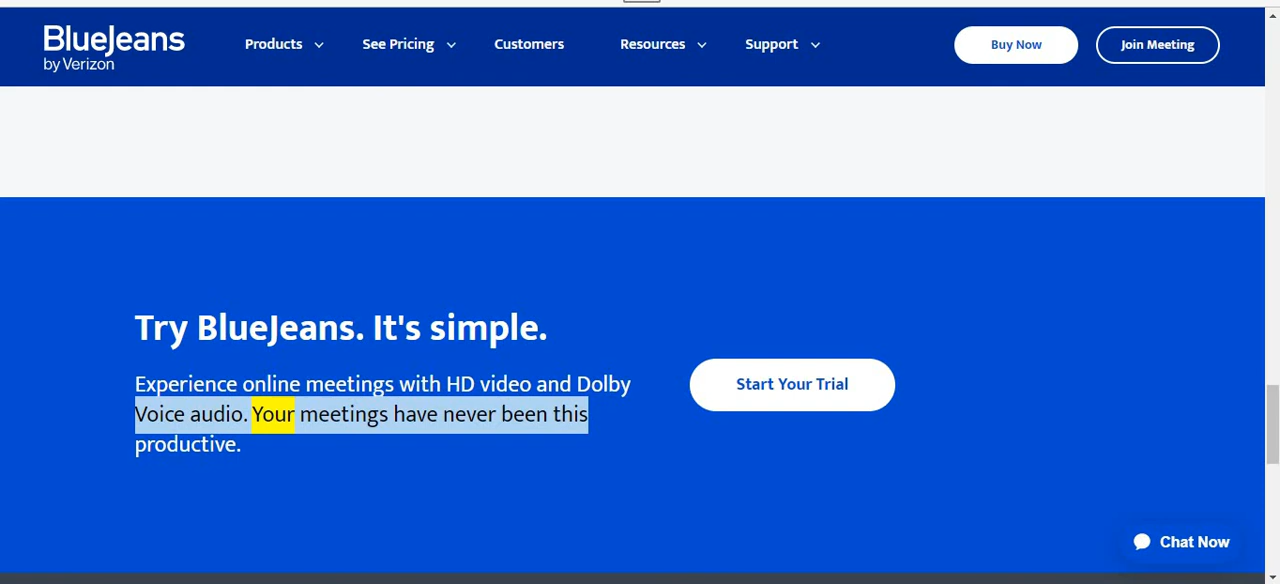 BlueJeans
by Verizon
Products
See Pricing
Customers
Resources
Support
Buy Now
Join Meeting
Try BlueJeans. It's simple.
Experience online meetings with HD video and Dolby
Voice audio. Your meetings have never been this
productive.
Start Your Trial
Chat Now